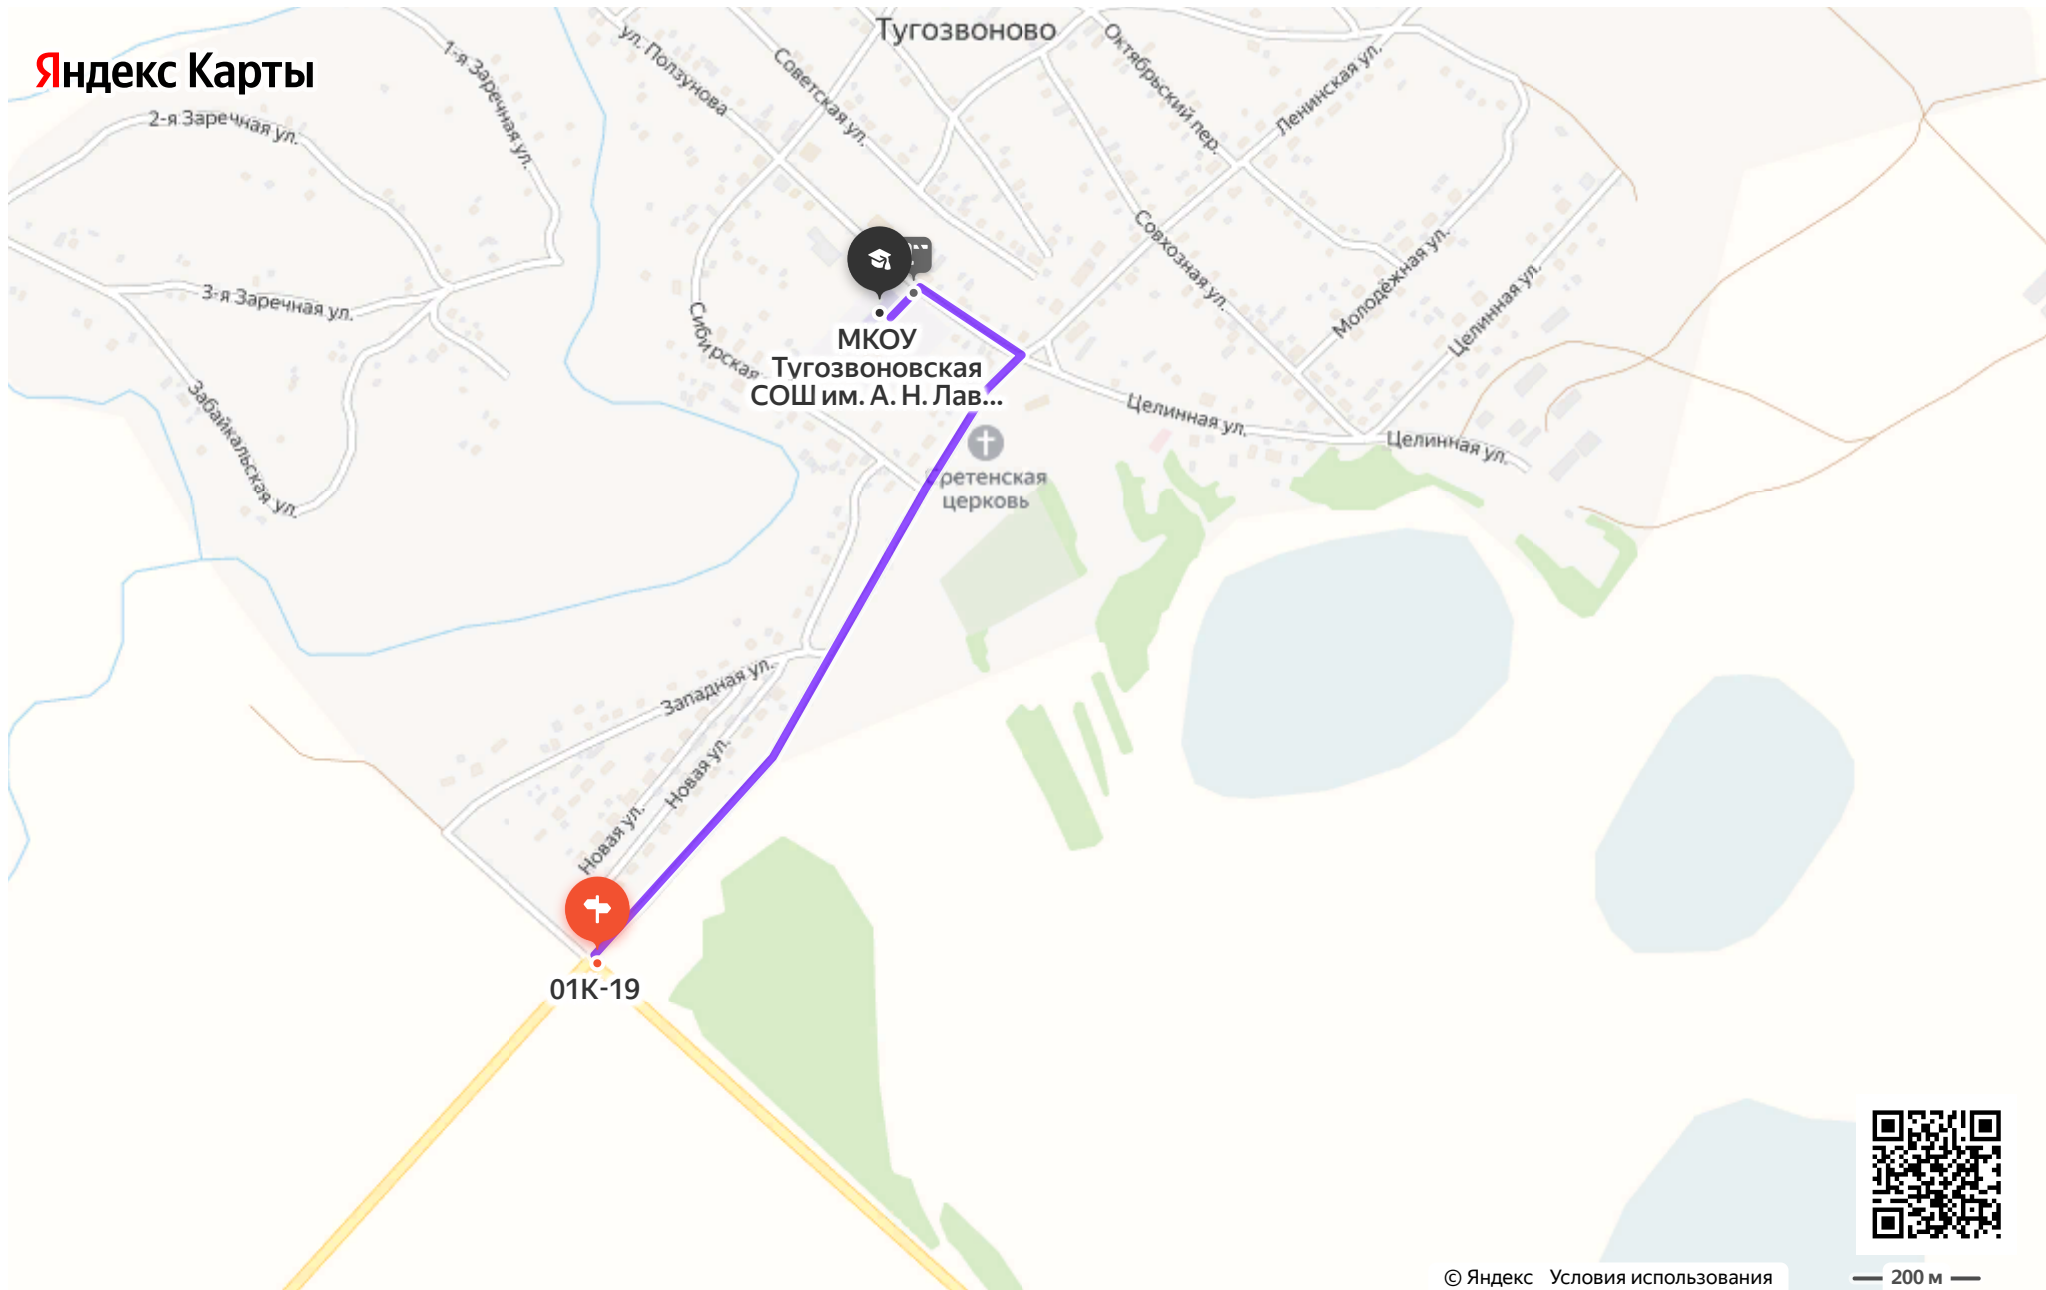 Тугозвоново
Яндекс Карты
ул. Ползунова
Советская ул.
Октябрьский пер.
Ленинская ул.
1-я Заречная ул.
2-я Заречная ул.
3-я Заречная ул.
Забайкальская ул.
Сибирская
Совхозная ул.
Молодёжная ул.
Целинная ул.
МКОУ
Тугозвоновская
СОШ им. А. Н. Лав...
Целинная ул.
Целинная ул.
Сретенская
церковь
Западная ул.
Новая ул.
Новая ул.
01К-19
© Яндекс Условия использования
200 м